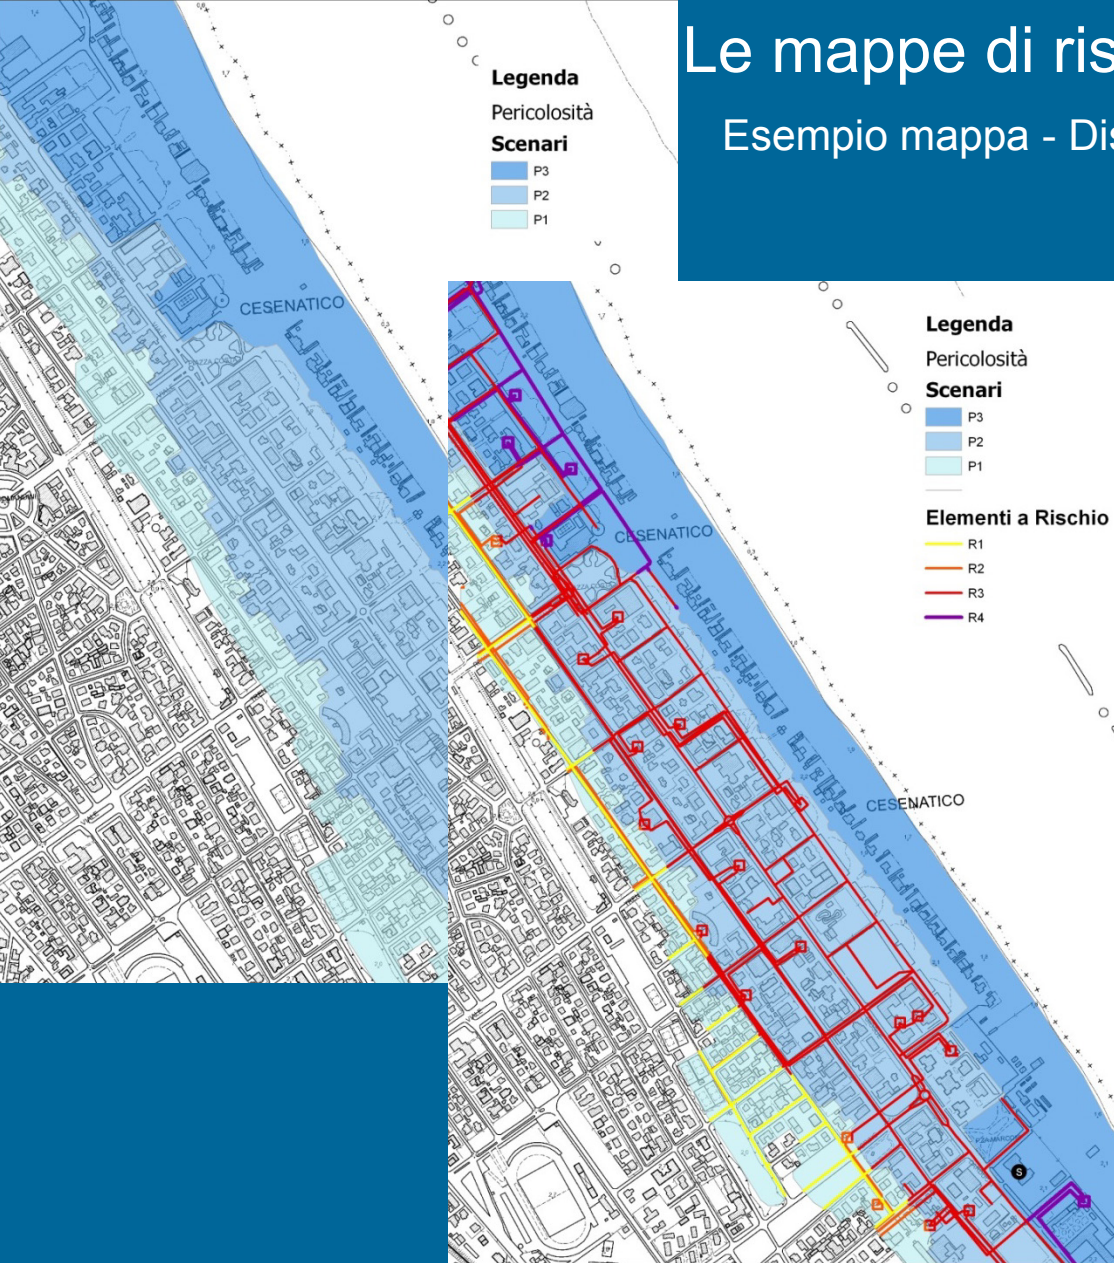 Le mappe di ris
Esempio mappa - Dis
Legenda
Pericolosità
Scenari
P3
P2
P1
CESENATICO
Legenda
Pericolosità
Scenari
P3
P2
P1
Elementi a Rischio
R1
R2
R3
R4
CESENATICO
CESENATICO
S